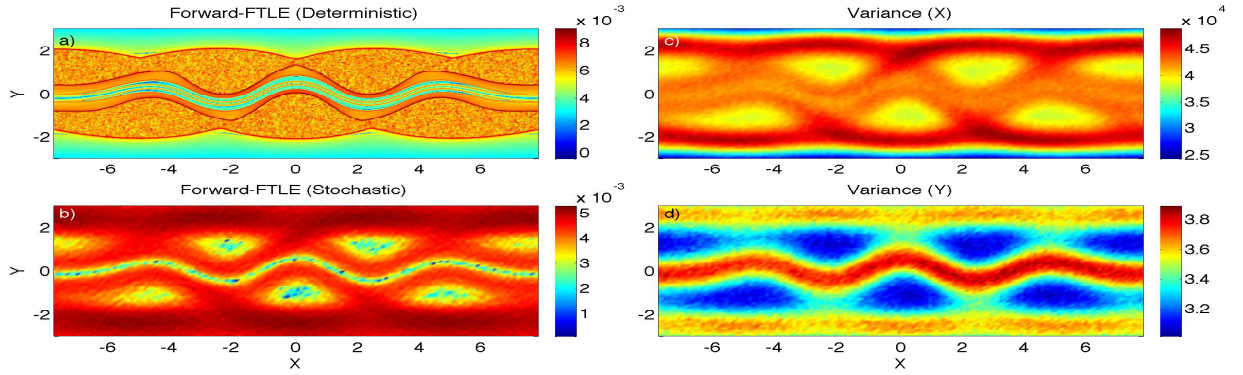 Forward-FTLE (Deterministic)
a)
Y
2
0
-2
-6 -4 -2 0 2 4 6
x 10^-3
8
6
4
2
0
Variance (X)
c)
2
0
-2
-6 -4 -2 0 2 4 6
x 10^4
4.5
4
3.5
3
2.5
Forward-FTLE (Stochastic)
b)
Y
2
0
-2
-6 -4 -2 0 2 4 6
X
x 10^-3
5
4
3
2
1
Variance (Y)
d)
2
0
-2
-6 -4 -2 0 2 4 6
X
3.8
3.6
3.4
3.2